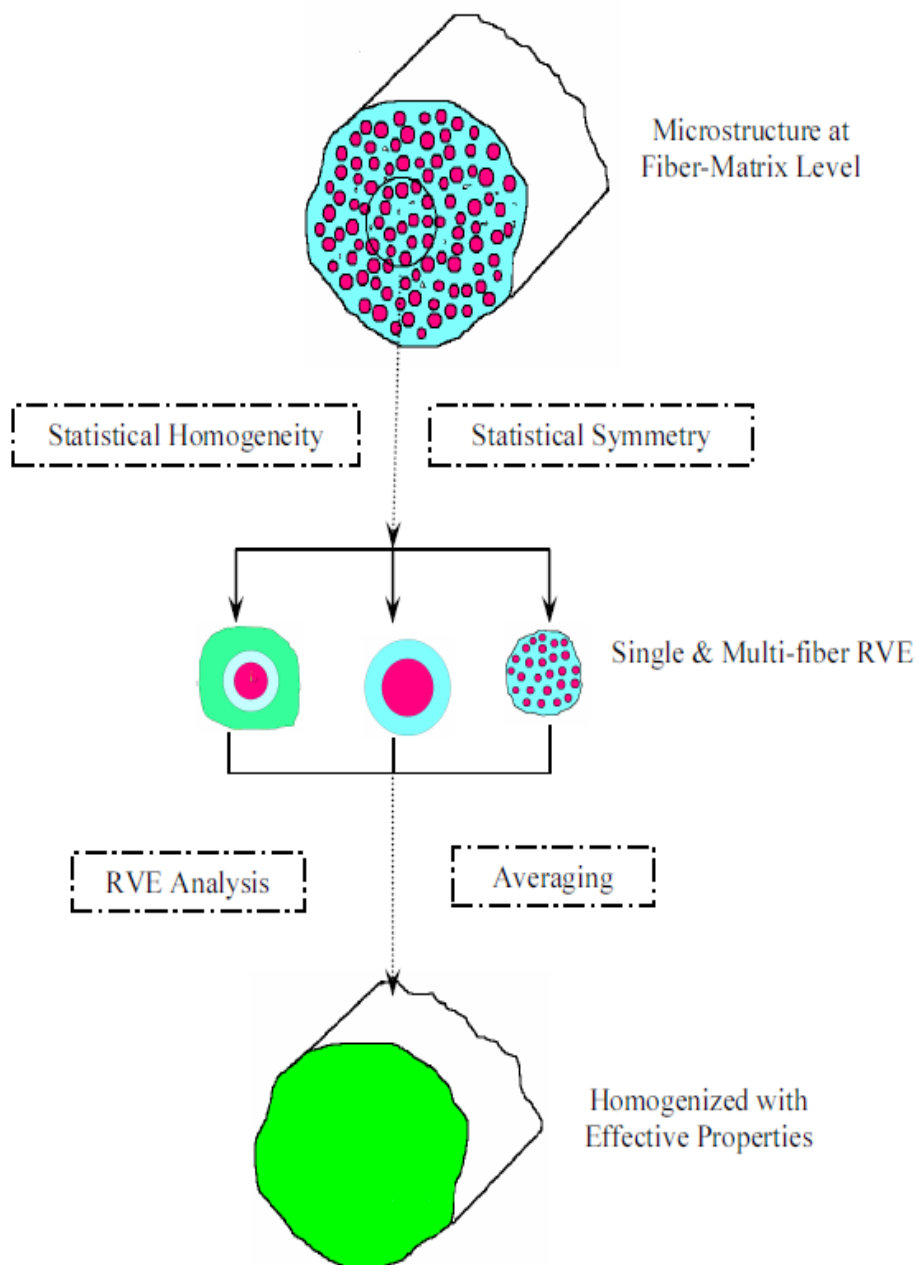 Microstructure at
Fiber-Matrix Level
Statistical Homogeneity
Statistical Symmetry
Single & Multi-fiber RVE
RVE Analysis
Averaging
Homogenized with
Effective Properties